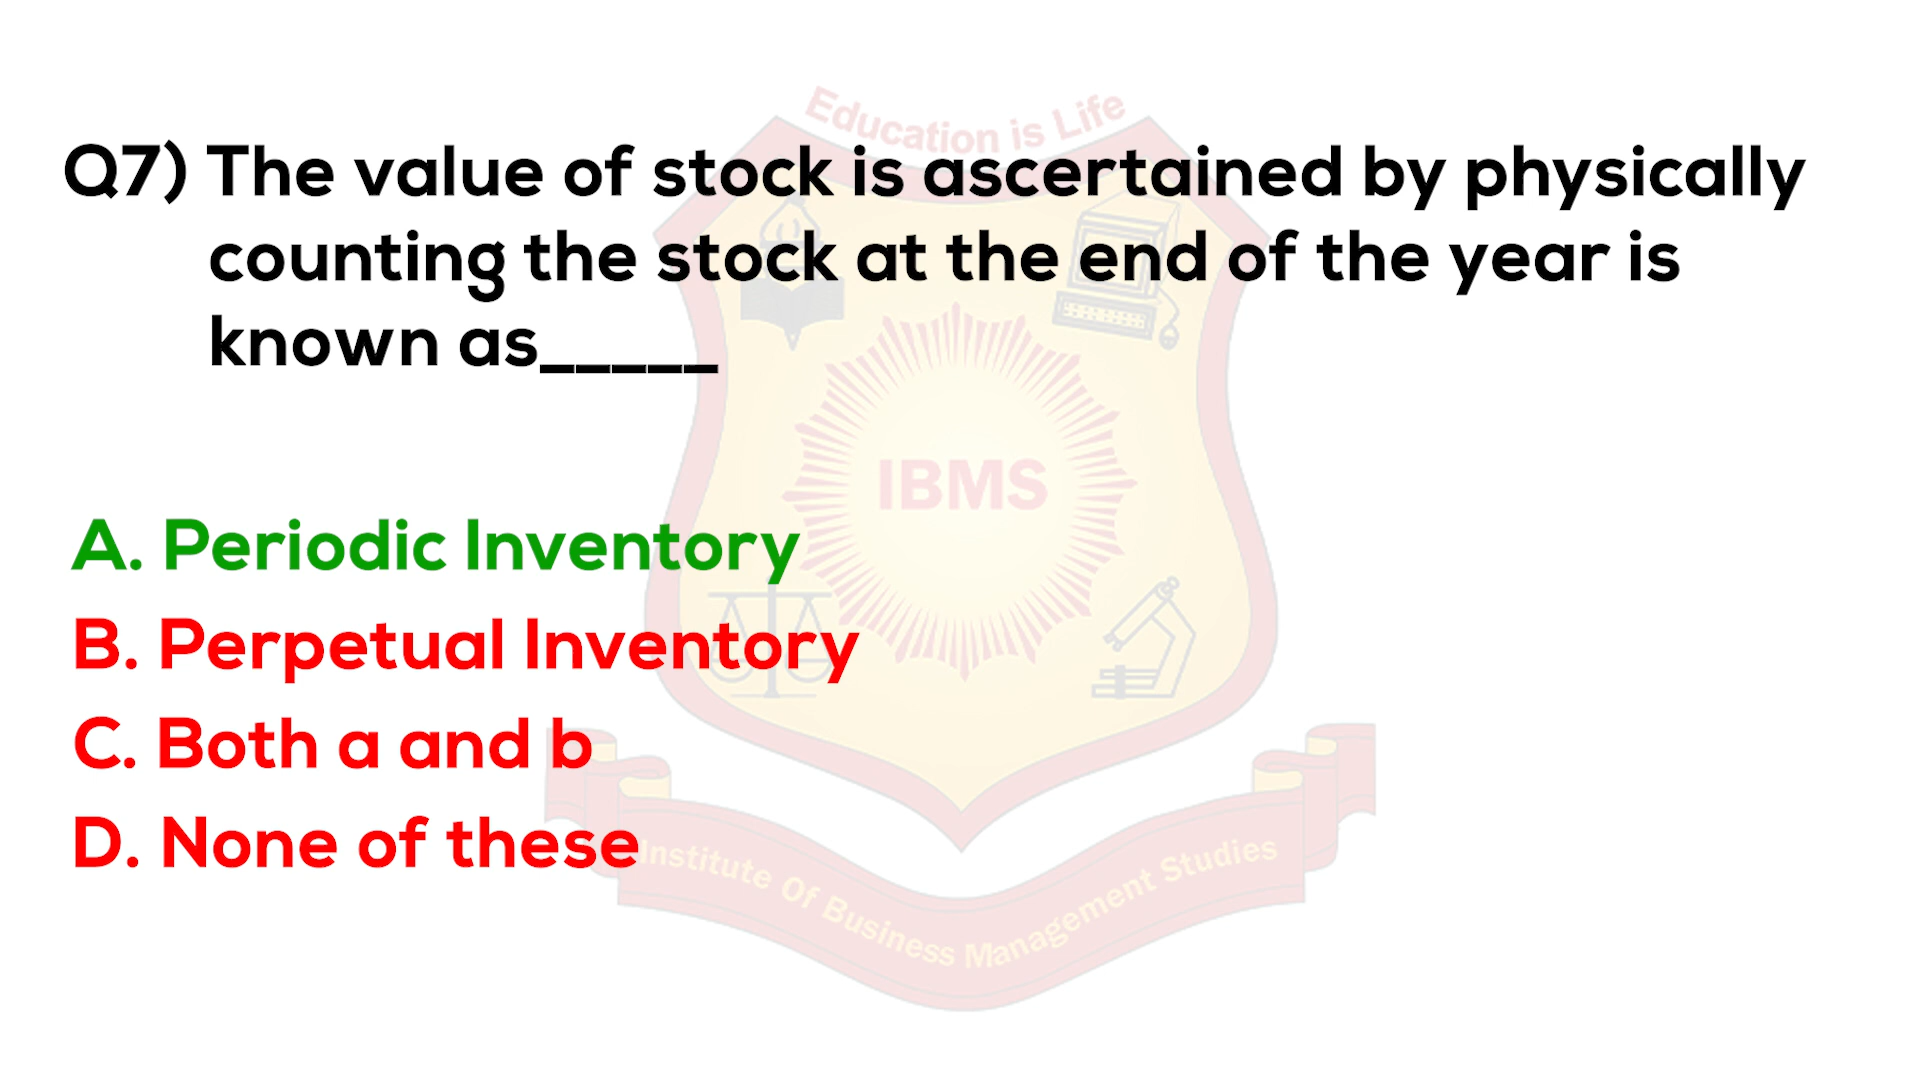 Education is Life
Q7) The value of stock is ascertained by physically
counting the stock at the end of the year is
known as_____
IBMS
A. Periodic Inventory
B. Perpetual Inventory
C. Both a and b
D. None of these
Institute Of Business Management Studies